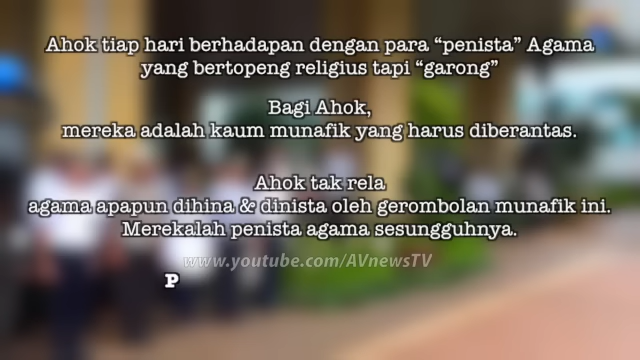 Ahok tiap hari berhadapan dengan para “penista” Agama
yang bertopeng religius tapi “garong”
Bagi Ahok,
mereka adalah kaum munafik yang harus diberantas.
Ahok tak rela
agama apapun dihina & dinista oleh gerombolan munafik ini.
Merekalah penista agama sesungguhnya.
www.youtube.com/AVnewsTV
P